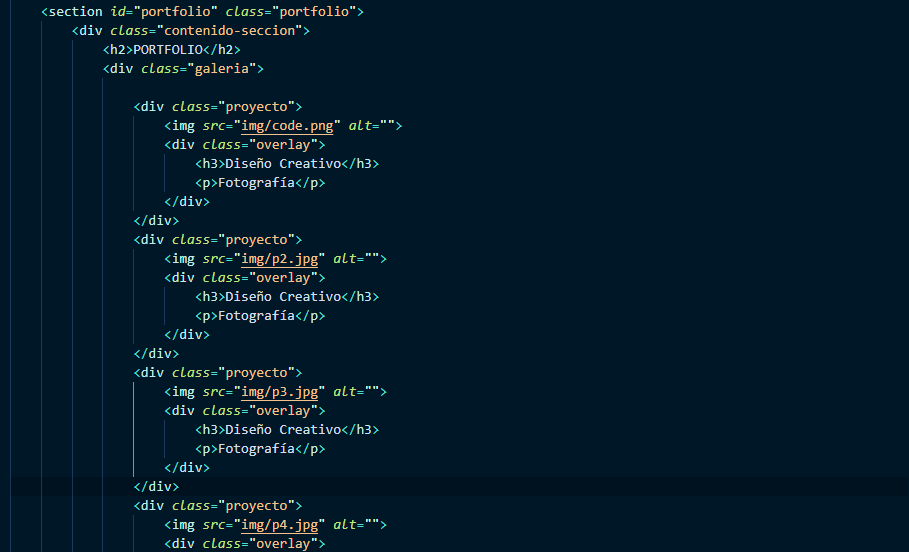 <section id="portfolio" class="portfolio">
<div class="contenido-seccion">
<h2>PORTFOLIO</h2>
<div class="galeria">
<div class="proyecto">
<img src="img/code.png" alt="">
<div class="overlay">
<h3>Diseño Creativo</h3>
<p>Fotografía</p>
</div>
</div>
<div class="proyecto">
<img src="img/p2.jpg" alt="">
<div class="overlay">
<h3>Diseño Creativo</h3>
<p>Fotografía</p>
</div>
</div>
<div class="proyecto">
<img src="img/p3.jpg" alt="">
<div class="overlay">
<h3>Diseño Creativo</h3>
<p>Fotografía</p>
</div>
</div>
<div class="proyecto">
<img src="img/p4.jpg" alt="">
<div class="overlay">